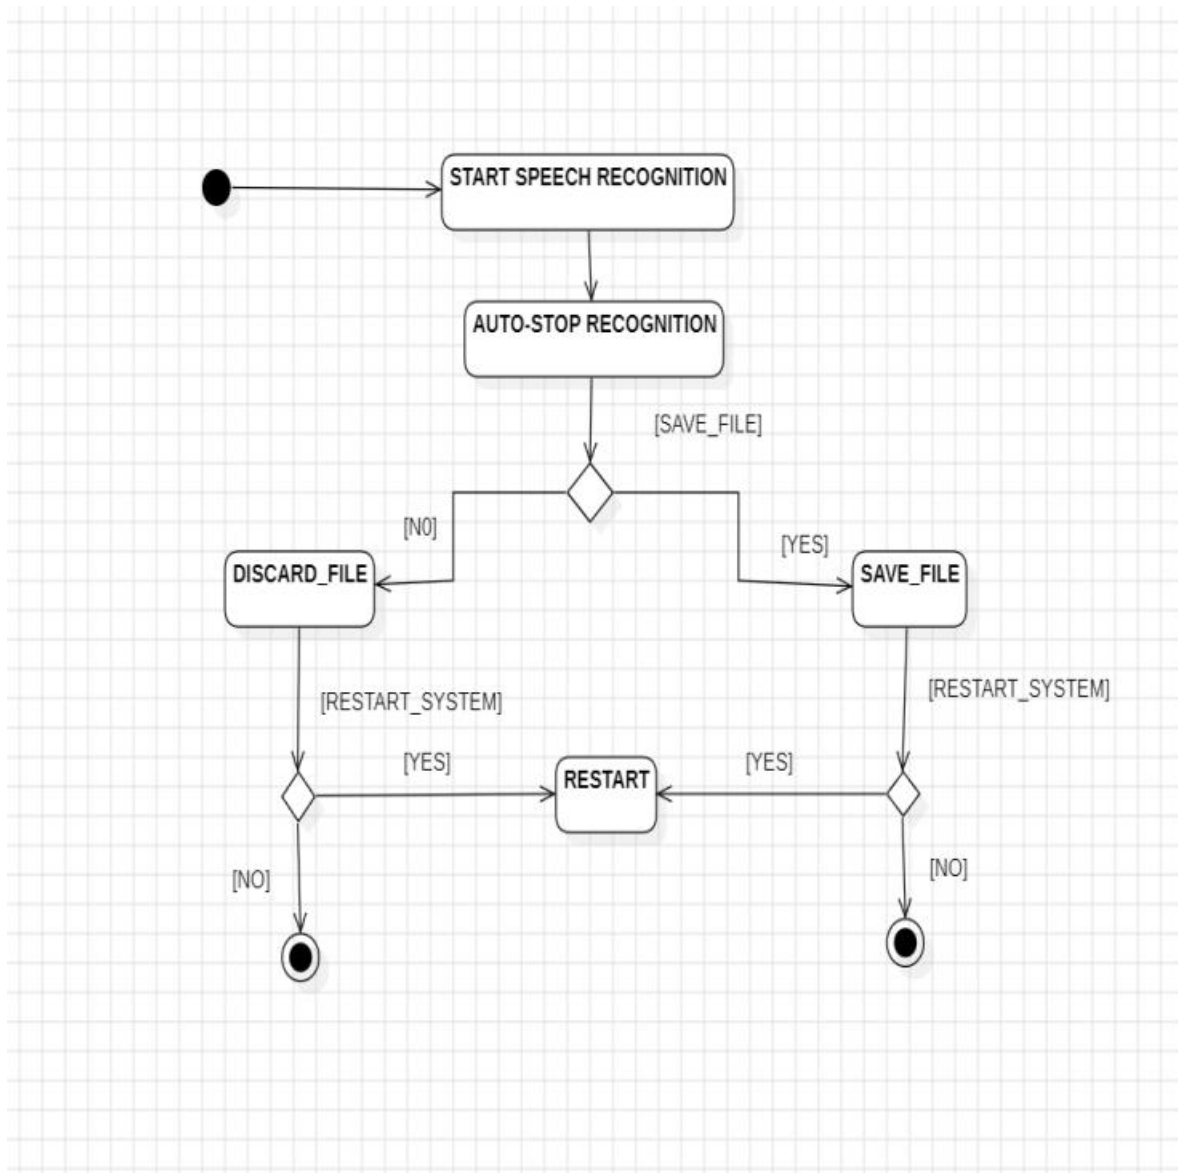 START SPEECH RECOGNITION
AUTO-STOP RECOGNITION
[SAVE_FILE]
[N0]
[YES]
DISCARD_FILE
SAVE_FILE
[RESTART_SYSTEM]
[RESTART_SYSTEM]
[YES]
RESTART
[YES]
[NO]
[NO]